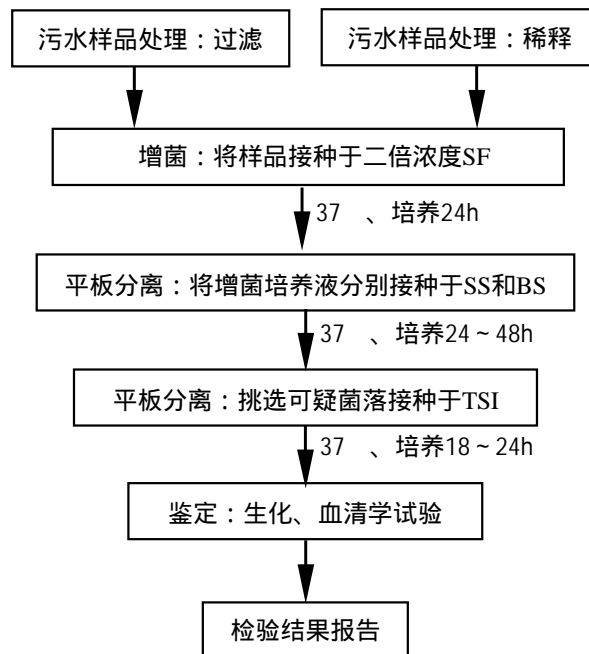 污水样品处理：过滤
污水样品处理：稀释
增菌：将样品接种于二倍浓度SF
37 、培养24h
平板分离：将增菌培养液分别接种于SS和BS
37 、培养24～48h
平板分离：挑选可疑菌落接种于TSI
37 、培养18～24h
鉴定：生化、血清学试验
检验结果报告